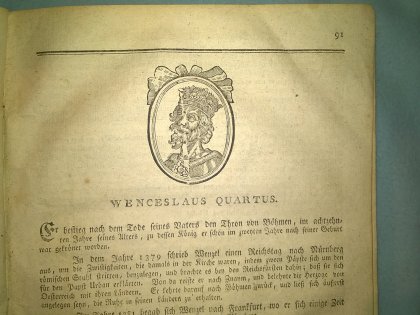 91
WENCESLAUS QUARTUS.
Er bestieg nach dem Tode seines Vaters den Thron von Böhmen, im achtzehn-
ten Jahre seines Alters, zu dessen König er schon im zweeten Jahre nach seiner Geburt
war gekrönet worden.
In dem Jahre 1379 schrieb Wenzel einen Reichstag nach Nürnberg
aus, um die Zwistigkeiten, die damals in der Kirche waren, indem zween Päpste sich um den
römischen Stuhl stritten, beyzulegen, und brachte es bey den Reichsständen dahin; daß sie sich
für den Papst Urban erklärten. Von da reiste er nach Znaym, und belehnte die Herzoge von
Oesterreich mit ihren Ländern. Er kehrte darauf nach Böhmen zurück, und ließ sich äußerst
angelegen seyn, die Ruhe in seinen Ländern zu erhalten.
Im Jahre 1381 begab sich Wenzel nach Frankfurt, wo er sich einige Zeit